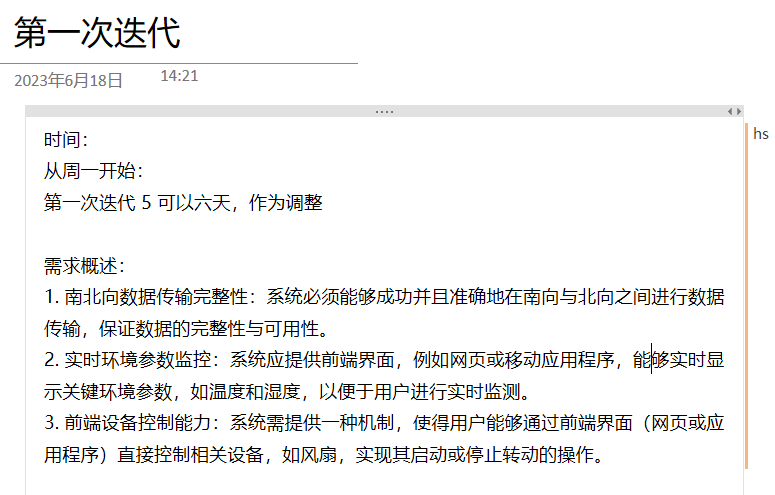 第一次迭代
2023年6月18日 14:21
时间：
从周一开始：
第一次迭代 5 可以六天，作为调整
需求概述：
1. 南北向数据传输完整性：系统必须能够成功并且准确地在南向与北向之间进行数据
传输，保证数据的完整性与可用性。
2. 实时环境参数监控：系统应提供前端界面，例如网页或移动应用程序，能够实时显
示关键环境参数，如温度和湿度，以便于用户进行实时监测。
3. 前端设备控制能力：系统需提供一种机制，使得用户能够通过前端界面（网页或应
用程序）直接控制相关设备，如风扇，实现其启动或停止转动的操作。
hs